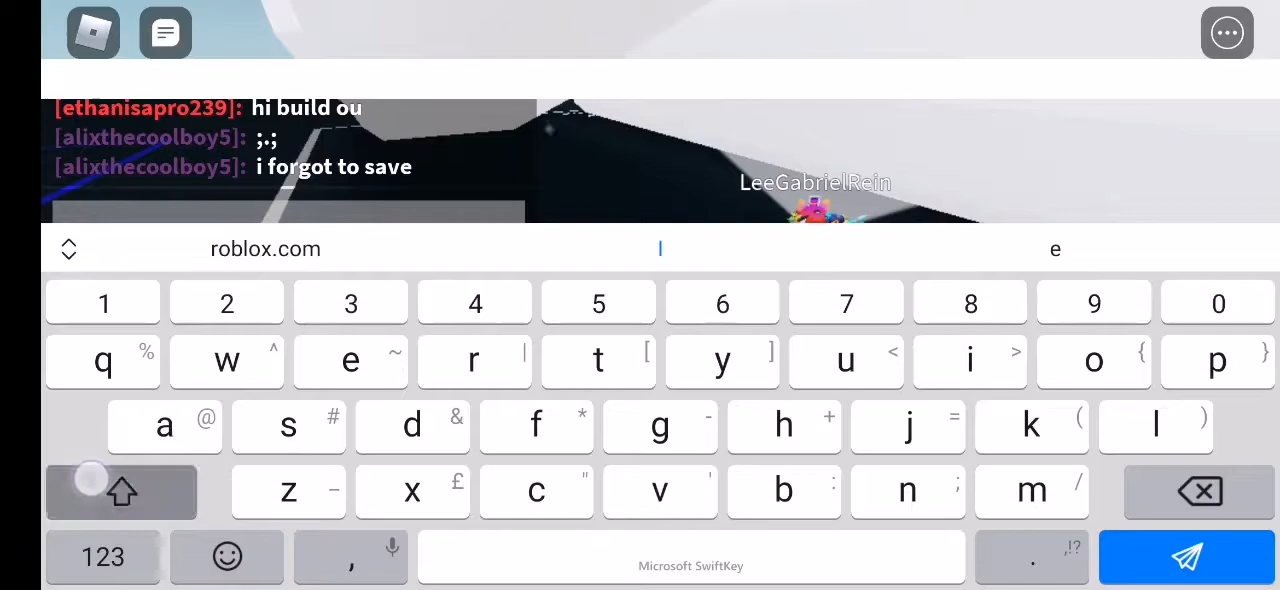 [ethanisapro239]: hi build ou
[alixthecoolboy5]: ;.;
[alixthecoolboy5]: i forgot to save
LeeGabrielRein
roblox.com I e
1 2 3 4 5 6 7 8 9 0
q % w ^ e ~ r | t [ y ] u < i > o { p }
a @ s # d & f * g - h + j = k ( l )
z _ x £ c " v ' b : n ; m /
123 , Microsoft SwiftKey . ,!?